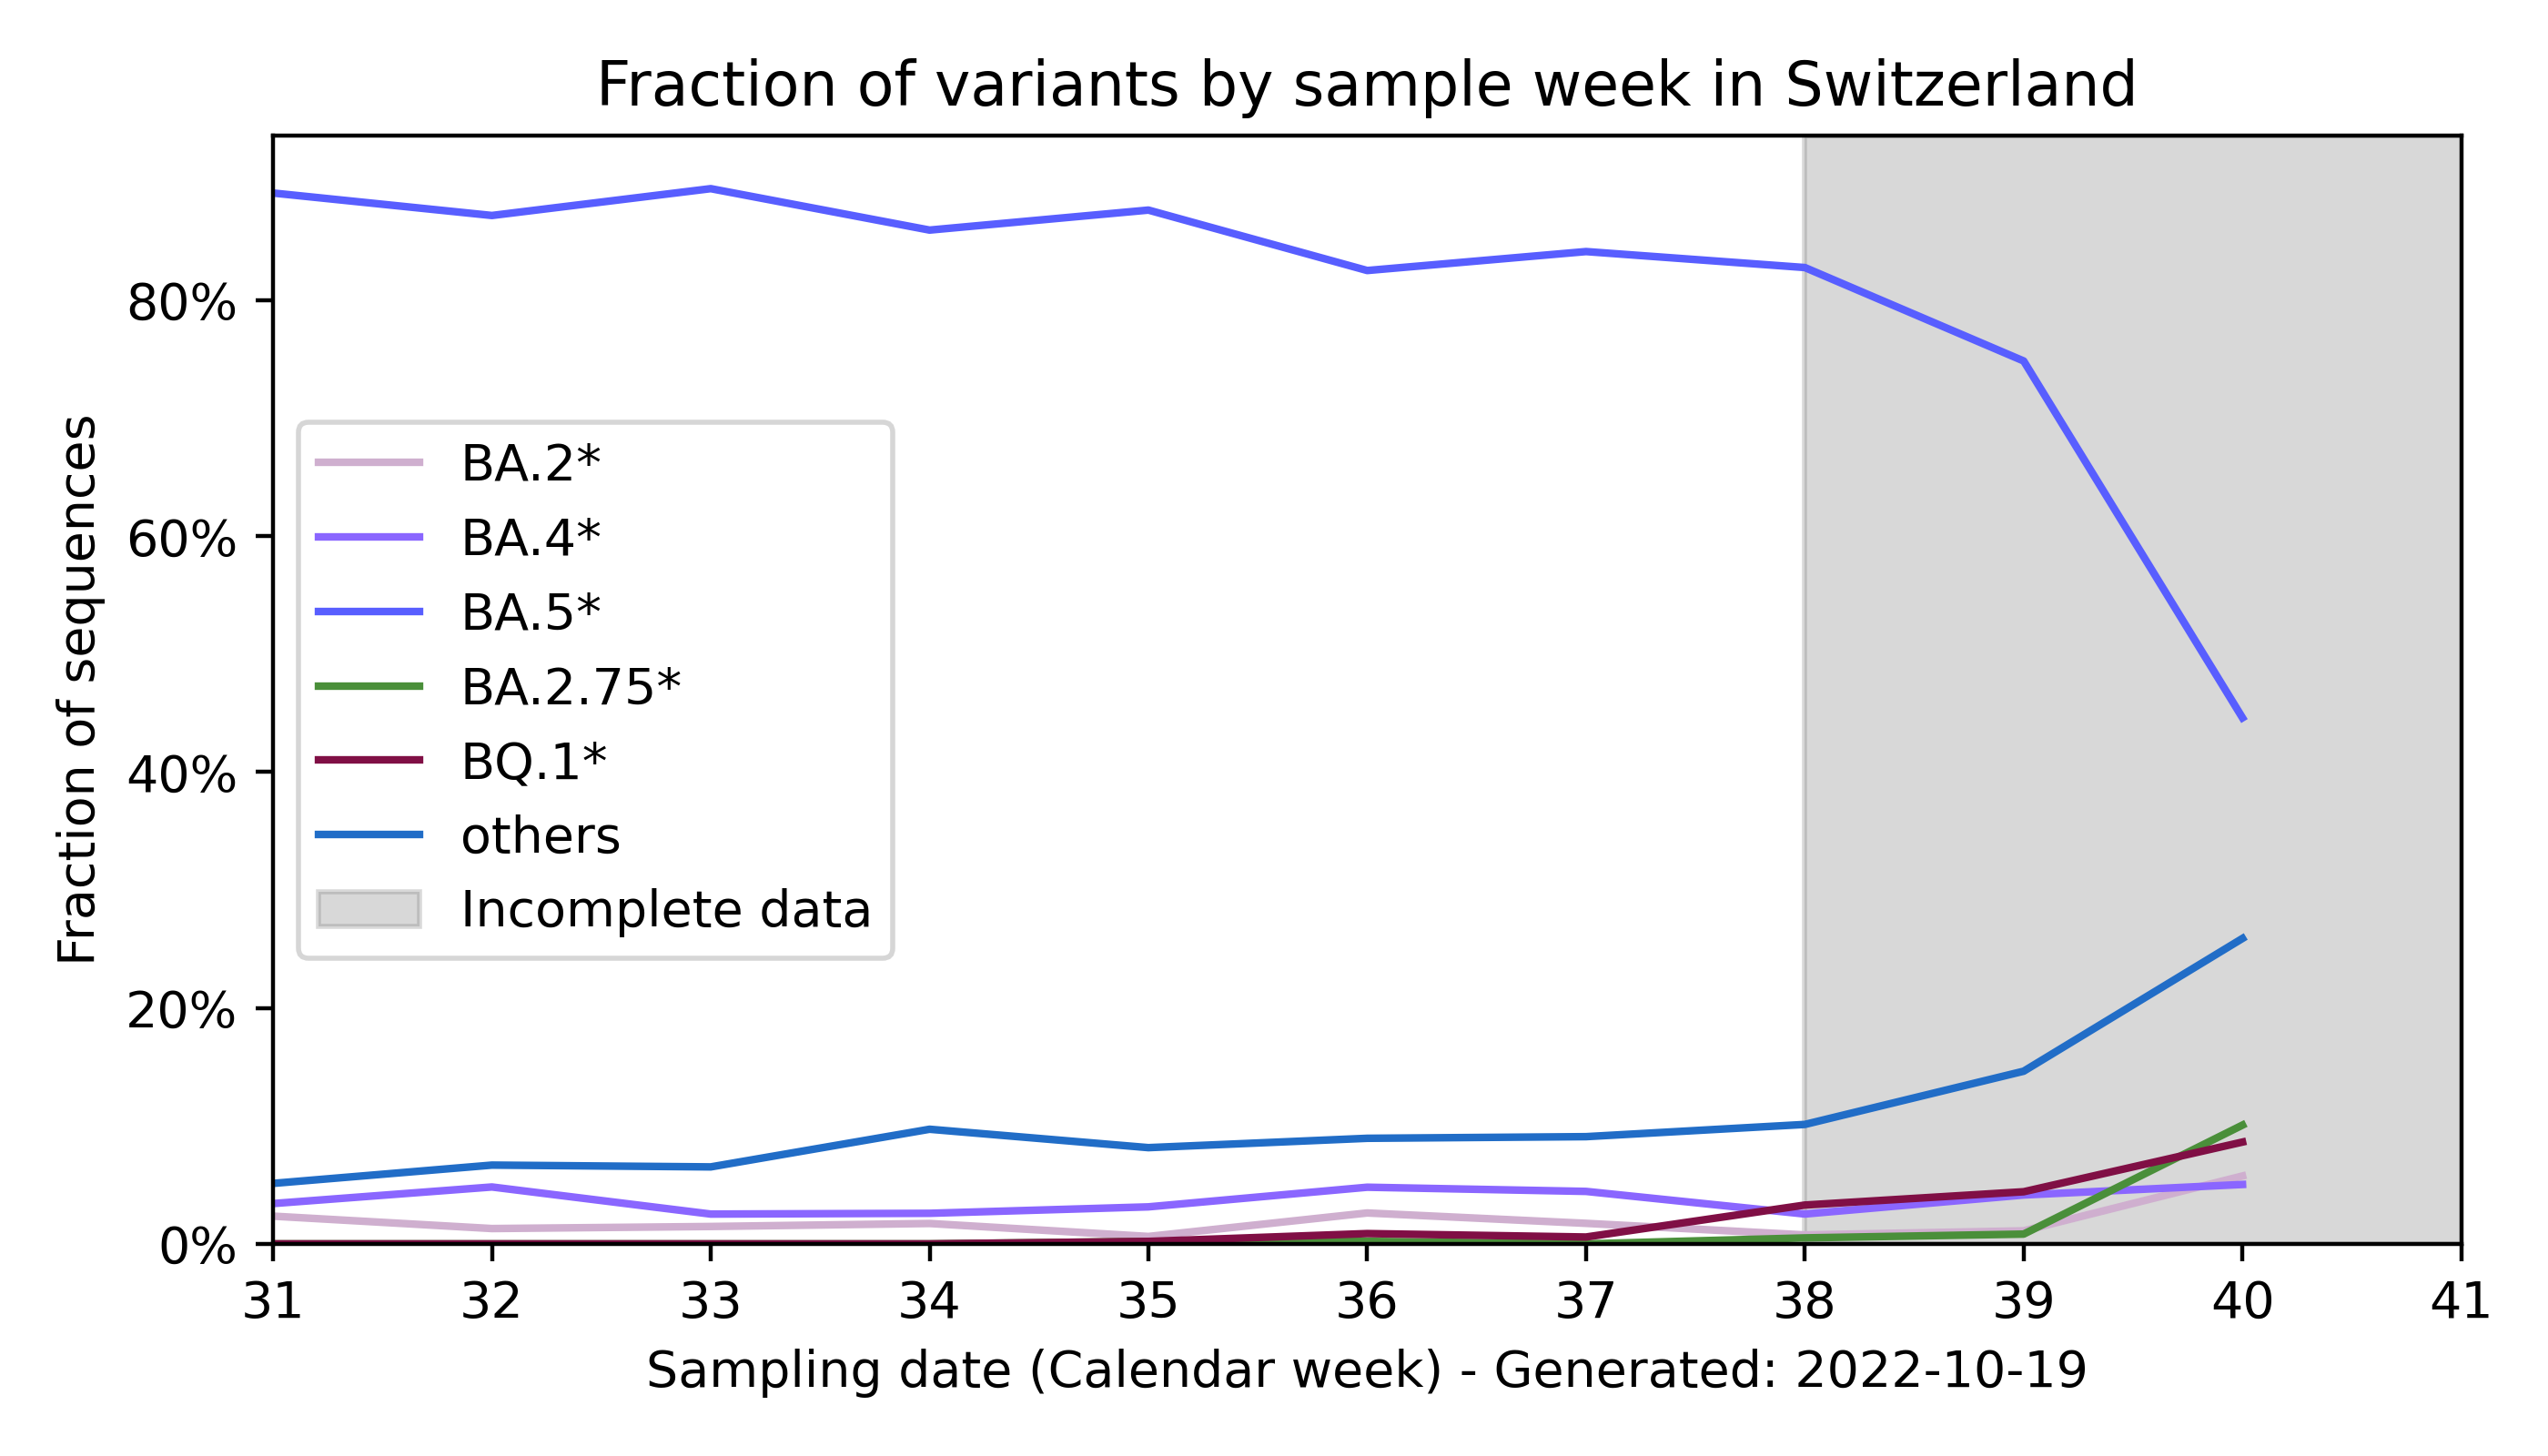 Fraction of variants by sample week in Switzerland
Fraction of sequences
80%
60%
40%
20%
0%
BA.2*
BA.4*
BA.5*
BA.2.75*
BQ.1*
others
Incomplete data
31 32 33 34 35 36 37 38 39 40 41
Sampling date (Calendar week) - Generated: 2022-10-19